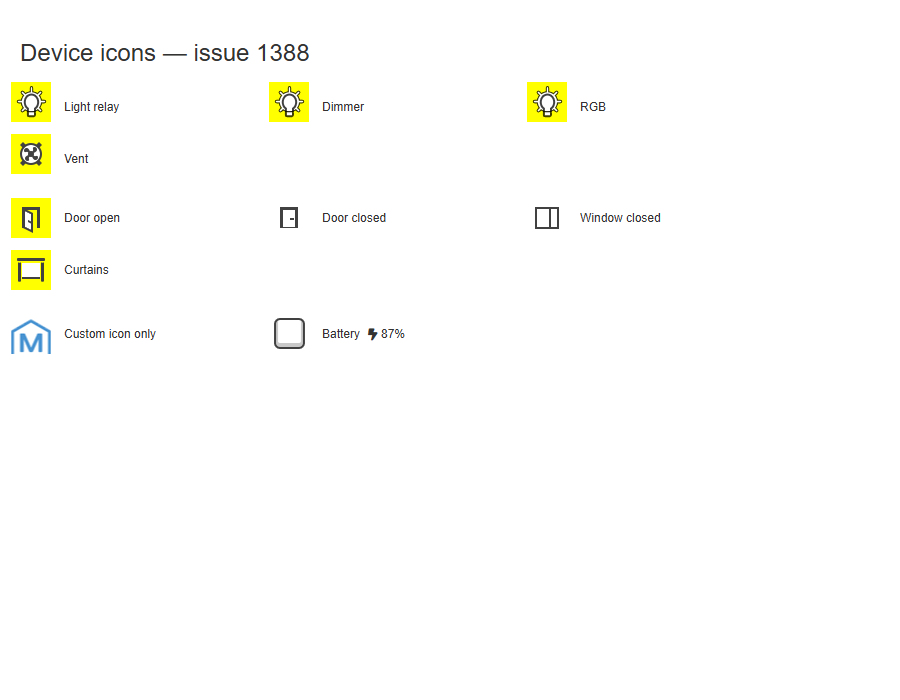 Device icons — issue 1388
Light relay
Dimmer
RGB
Vent
Door open
Door closed
Window closed
Curtains
M
Custom icon only
Battery 87%